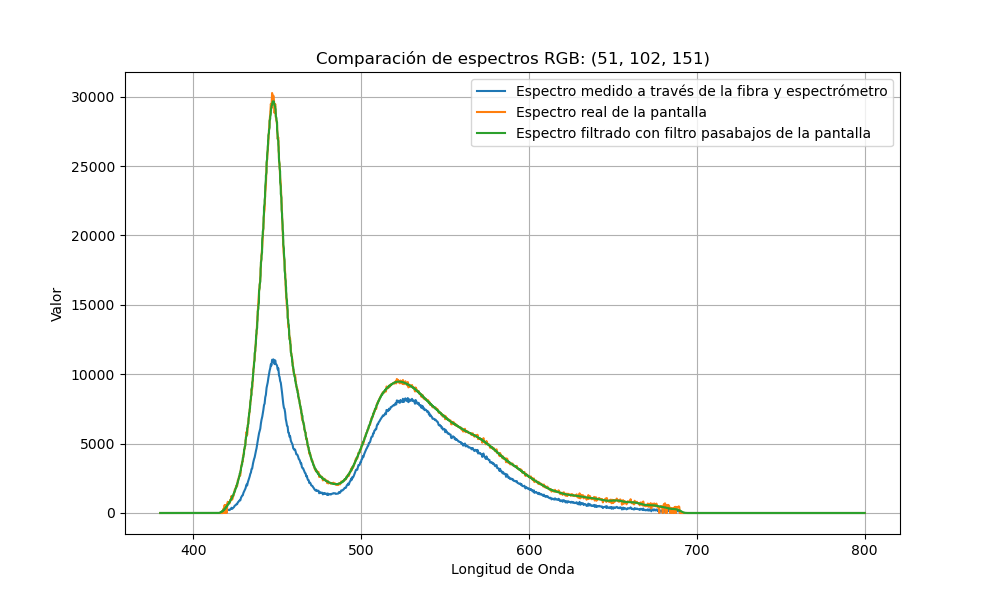 Comparación de espectros RGB: (51, 102, 151)
Espectro medido a través de la fibra y espectrómetro
Espectro real de la pantalla
Espectro filtrado con filtro pasabajos de la pantalla
Valor
30000
25000
20000
15000
10000
5000
0
400
500
600
700
800
Longitud de Onda